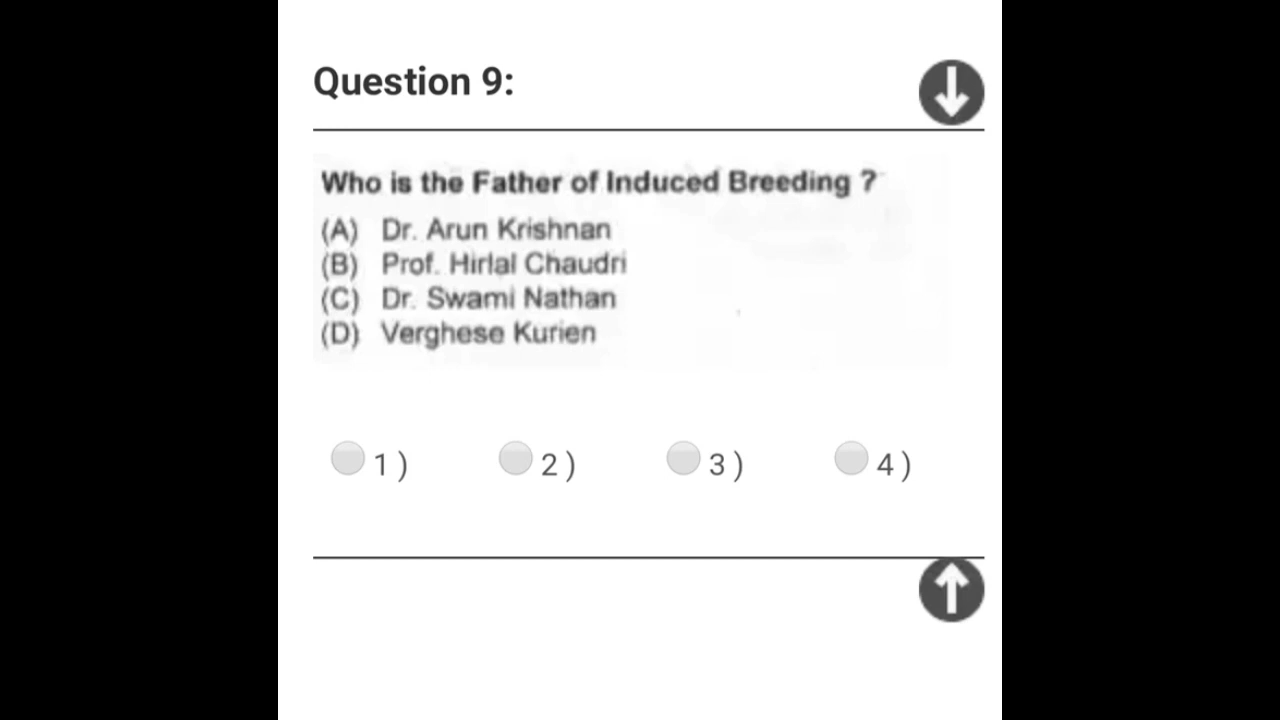 Question 9:
Who is the Father of Induced Breeding ?
(A) Dr. Arun Krishnan
(B) Prof. Hirlal Chaudri
(C) Dr. Swami Nathan
(D) Verghese Kurien
1 ) 2 ) 3 ) 4 )